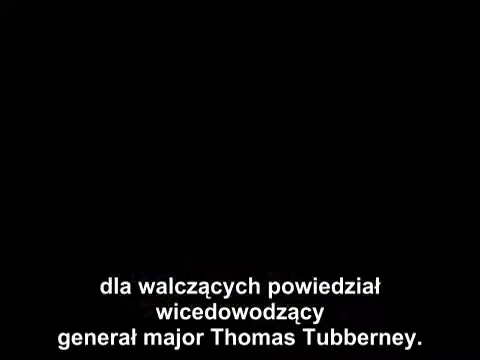 dla walczących powiedział
wicedowodzący
generał major Thomas Tubberney.